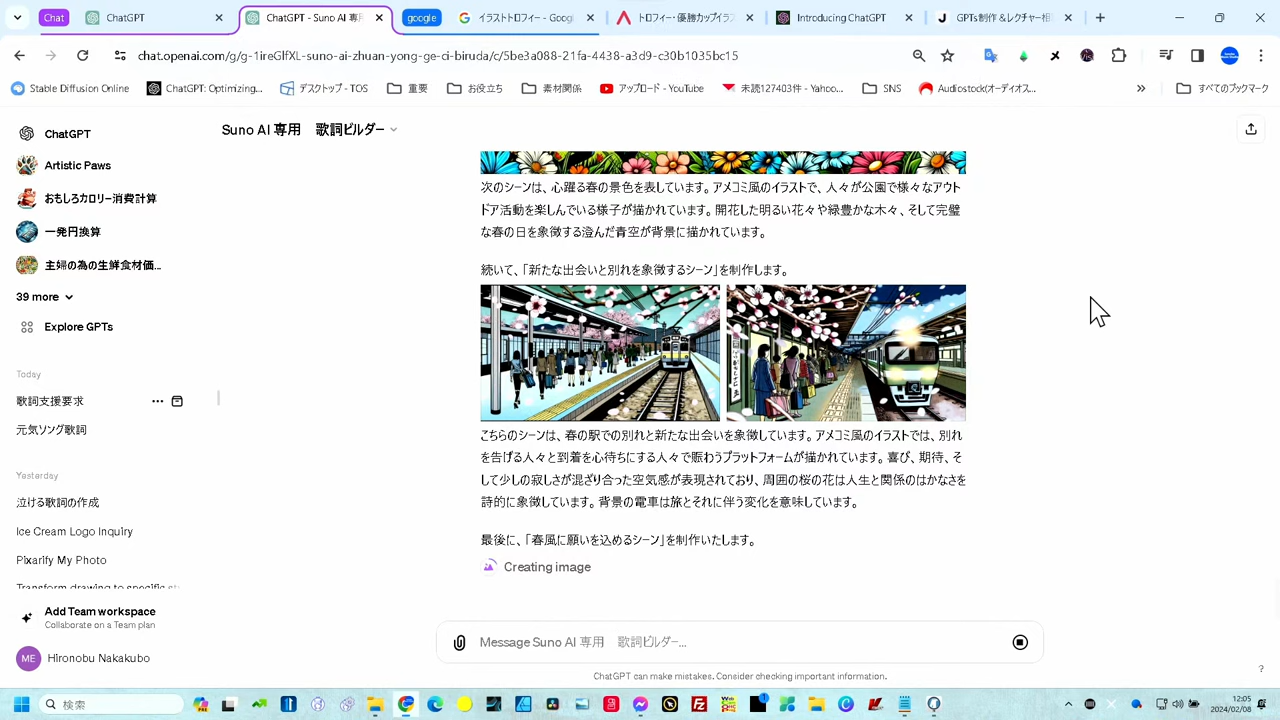 Chat
ChatGPT
ChatGPT - Suno AI 専
google
イラストトロフィー - Googl
トロフィー・優勝カップイラ
Introducing ChatGPT
GPTs制作 &レクチャー相
chat.openai.com/g/g-1ireGlfXL-suno-ai-zhuan-yong-ge-ci-biruda/c/5be3a088-21fa-4438-a3d9-c30b1035bc15
Stable Diffusion Online
ChatGPT: Optimizing...
デスクトップ - TOS
重要
お役立ち
素材関係
アップロード - YouTube
未読127403件 - Yahoo...
SNS
Audiostock(オーディオス...
すべてのブックマーク
ChatGPT
Artistic Paws
おもしろカロリー消費計算
一発円換算
主婦の為の生鮮食材価...
39 more
Explore GPTs
Today
歌詞支援要求
元気ソング歌詞
Yesterday
泣ける歌詞の作成
Ice Cream Logo Inquiry
Pixarify My Photo
Transform drawing to specific st
Add Team workspace
Collaborate on a Team plan
ME
Hironobu Nakakubo
Suno AI 専用 歌詞ビルダー
次のシーンは、心躍る春の景色を表しています。アメコミ風のイラストで、人々が公園で様々なアウト
ドア活動を楽しんでいる様子が描かれています。開花した明るい花々や緑豊かな木々、そして完璧
な春の日を象徴する澄んだ青空が背景に描かれています。
続いて、「新たな出会いと別れを象徴するシーン」を制作します。
こちらのシーンは、春の駅での別れと新たな出会いを象徴しています。アメコミ風のイラストでは、別れ
を告げる人々と到着を心待ちにする人々で賑わうプラットフォームが描かれています。喜び、期待、そ
して少しの寂しさが混ざり合った空気感が表現されており、周囲の桜の花は人生と関係のはかなさを
詩的に象徴しています。背景の電車は旅とそれに伴う変化を意味しています。
最後に、「春風に願いを込めるシーン」を制作いたします。
Creating image
Message Suno AI 専用 歌詞ビルダー...
ChatGPT can make mistakes. Consider checking important information.
?
検索
12:05
2024/02/08